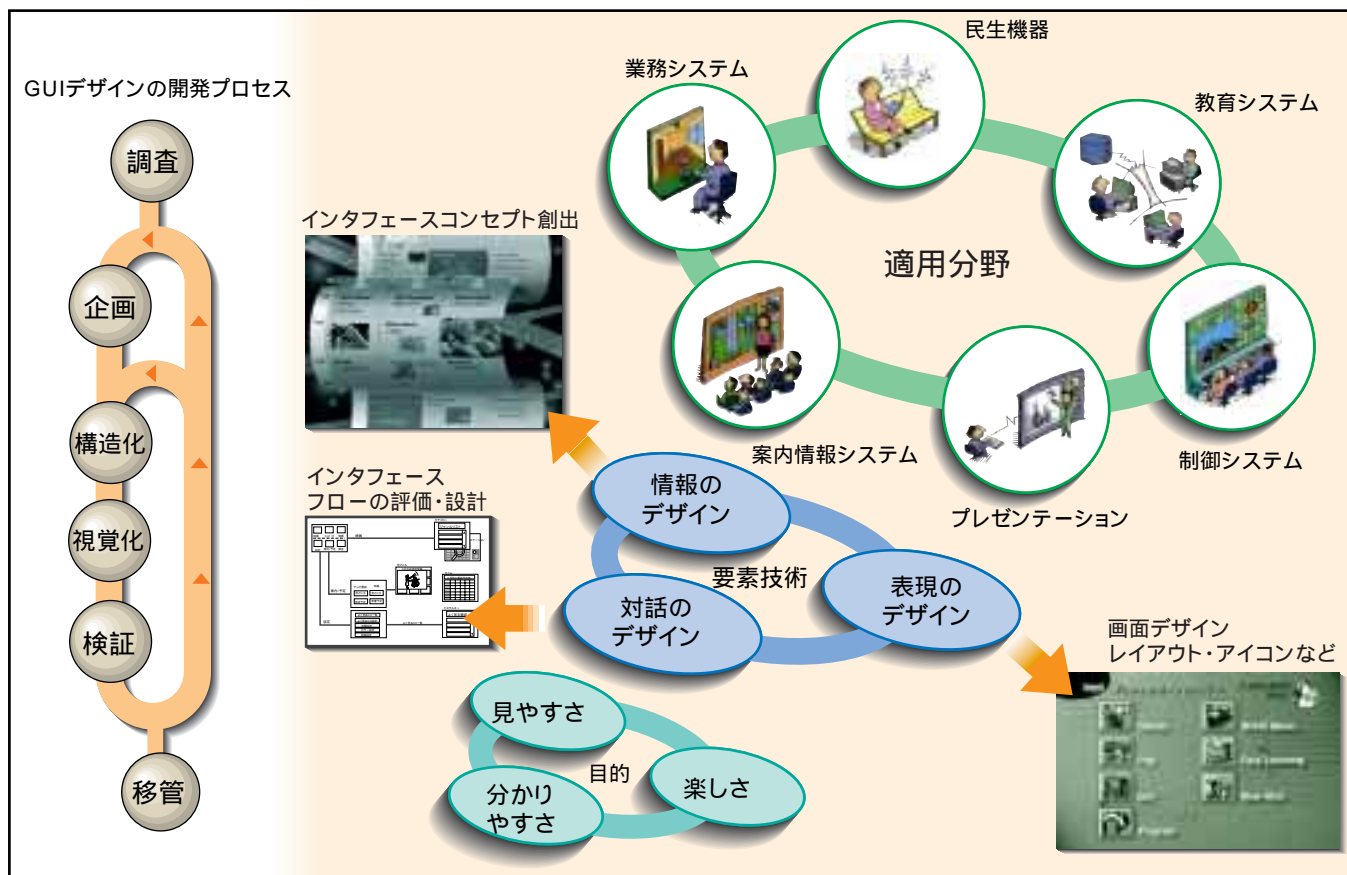 GUIデザインの開発プロセス
調査
企画
構造化
視覚化
検証
移管
民生機器
業務システム
教育システム
適用分野
案内情報システム
制御システム
プレゼンテーション
インタフェースコンセプト創出
インタフェース
フローの評価・設計
情報の
デザイン
要素技術
対話の
デザイン
表現の
デザイン
画面デザイン
レイアウト・アイコンなど
見やすさ
目的
分かり
やすさ
楽しさ